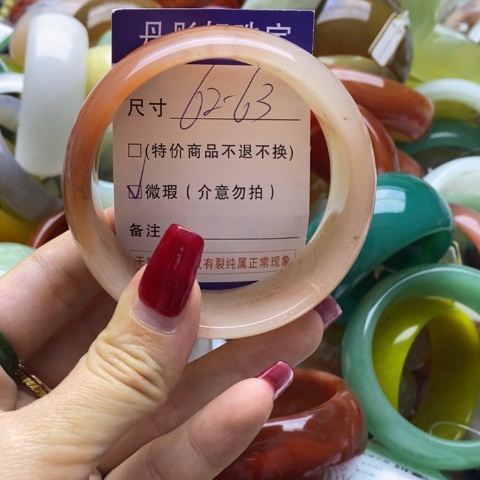 尺寸 62-63
□(特价商品不退不换)
☑微瑕(介意勿拍)
备注
有裂纯属正常现象